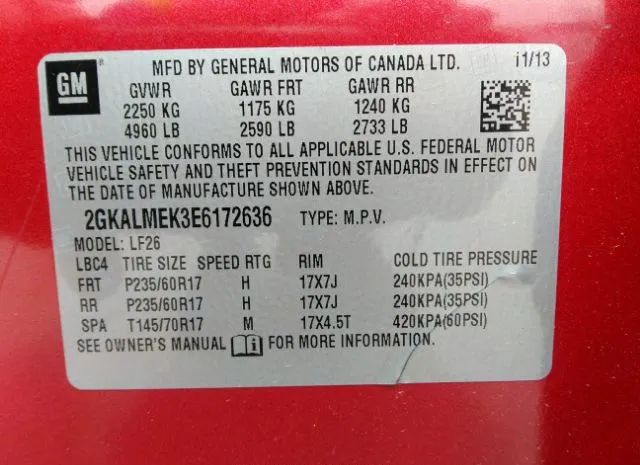 GM ® MFD BY GENERAL MOTORS OF CANADA LTD. 11/13
GVWR GAWR FRT GAWR RR
2250 KG 1175 KG 1240 KG
4960 LB 2590 LB 2733 LB
THIS VEHICLE CONFORMS TO ALL APPLICABLE U.S. FEDERAL MOTOR
VEHICLE SAFETY AND THEFT PREVENTION STANDARDS IN EFFECT ON
THE DATE OF MANUFACTURE SHOWN ABOVE.
2GKALMEK3E6172636 TYPE: M.P.V.
MODEL: LF26
LBC4 TIRE SIZE SPEED RTG RIM COLD TIRE PRESSURE
FRT P235/60R17 H 17X7J 240KPA(35PSI)
RR P235/60R17 H 17X7J 240KPA(35PSI)
SPA T145/70R17 M 17X4.5T 420KPA(60PSI)
SEE OWNER'S MANUAL FOR MORE INFORMATION.